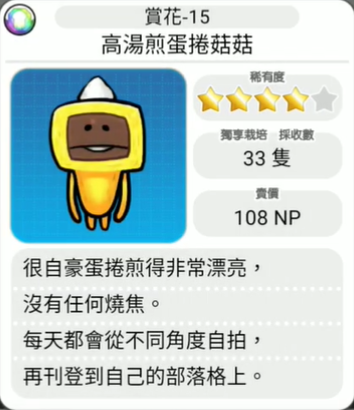 賞花-15
高湯煎蛋捲菇菇
稀有度
獨享栽培 採收數
33 隻
賣價
108 NP
很自豪蛋捲煎得非常漂亮，
沒有任何燒焦。
每天都會從不同角度自拍，
再刊登到自己的部落格上。